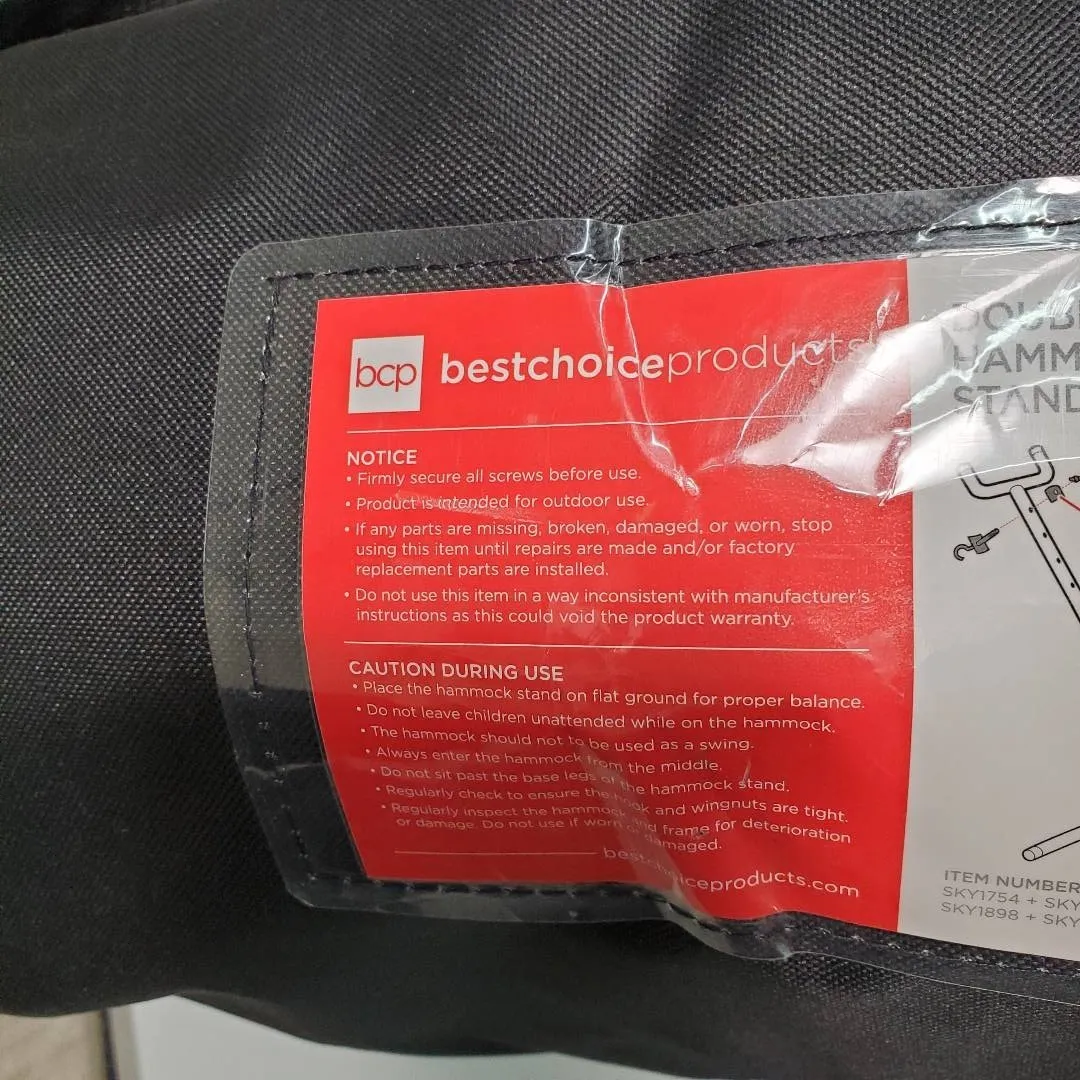 bcp bestchoiceproducts
NOTICE
• Firmly secure all screws before use.
• Product is intended for outdoor use.
• If any parts are missing, broken, damaged, or worn, stop
using this item until repairs are made and/or factory
replacement parts are installed.
• Do not use this item in a way inconsistent with manufacturer's
instructions as this could void the product warranty.
CAUTION DURING USE
• Place the hammock stand on flat ground for proper balance.
• Do not leave children unattended while on the hammock.
• The hammock should not to be used as a swing.
• Always enter the hammock from the middle.
• Do not sit past the base legs of the hammock stand.
• Regularly check to ensure the hook and wingnuts are tight.
• Regularly inspect the hammock and frame for deterioration
or damage. Do not use if worn or damaged.
bestchoiceproducts.com
DOUB
HAMM
STAND
ITEM NUMBER
SKY1754 + SKY
SKY1898 + SKY